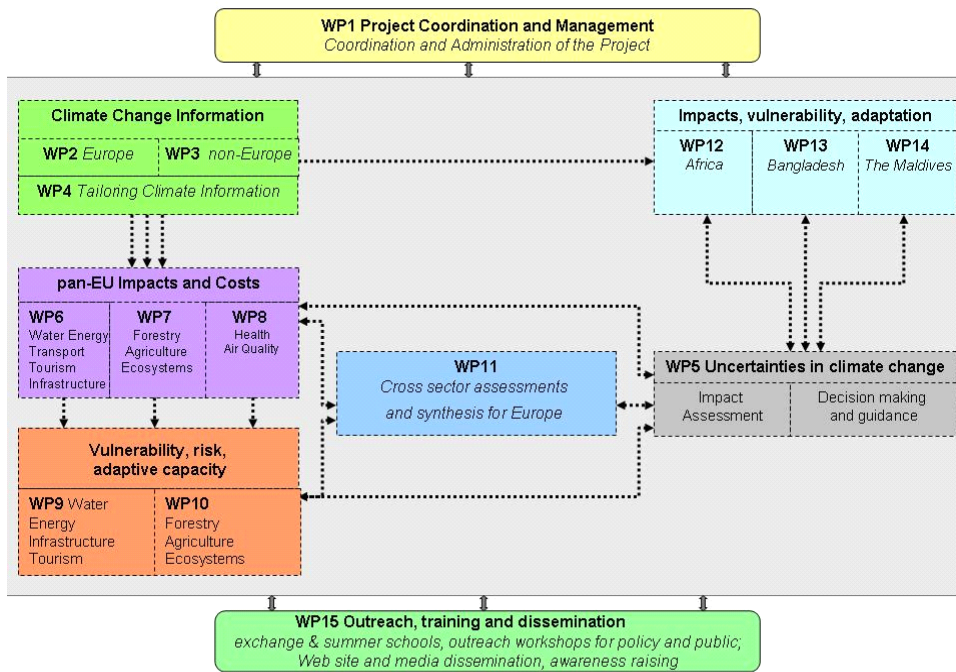 WP1 Project Coordination and Management
Coordination and Administration of the Project
Climate Change Information
WP2 Europe
WP3 non-Europe
WP4 Tailoring Climate Information
Impacts, vulnerability, adaptation
WP12
Africa
WP13
Bangladesh
WP14
The Maldives
pan-EU Impacts and Costs
WP6
Water Energy
Transport
Tourism
Infrastructure
WP7
Forestry
Agriculture
Ecosystems
WP8
Health
Air Quality
WP11
Cross sector assessments
and synthesis for Europe
WP5 Uncertainties in climate change
Impact
Assessment
Decision making
and guidance
Vulnerability, risk,
adaptive capacity
WP9 Water
Energy
Infrastructure
Tourism
WP10
Forestry
Agriculture
Ecosystems
WP15 Outreach, training and dissemination
exchange & summer schools, outreach workshops for policy and public;
Web site and media dissemination, awareness raising